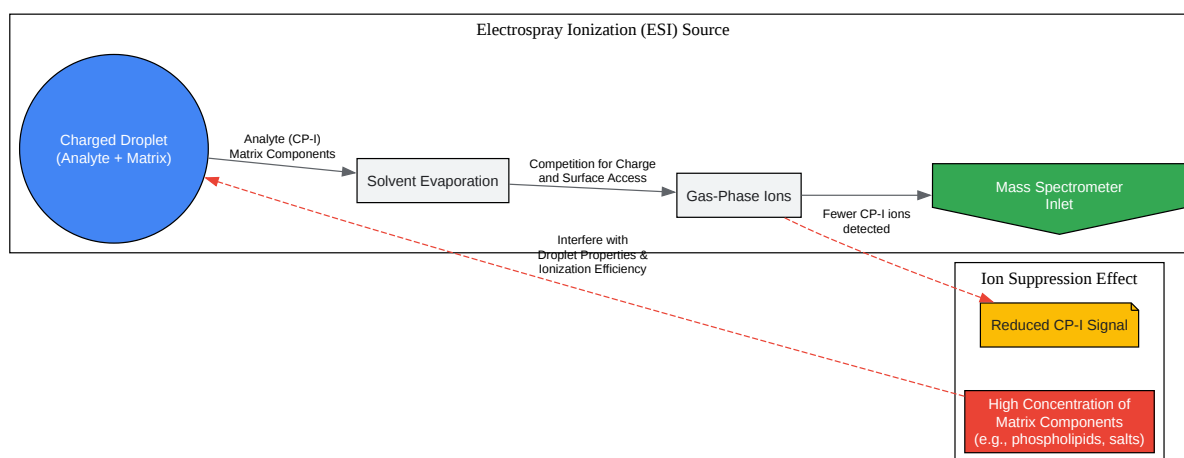 Electrospray Ionization (ESI) Source
Charged Droplet
(Analyte + Matrix)
Analyte (CP-I)
Matrix Components
Solvent Evaporation
Competition for Charge
and Surface Access
Gas-Phase Ions
Fewer CP-I ions
detected
Mass Spectrometer
Inlet
Interfere with
Droplet Properties &
Ionization Efficiency
Ion Suppression Effect
Reduced CP-I Signal
High Concentration of
Matrix Components
(e.g., phospholipids, salts)